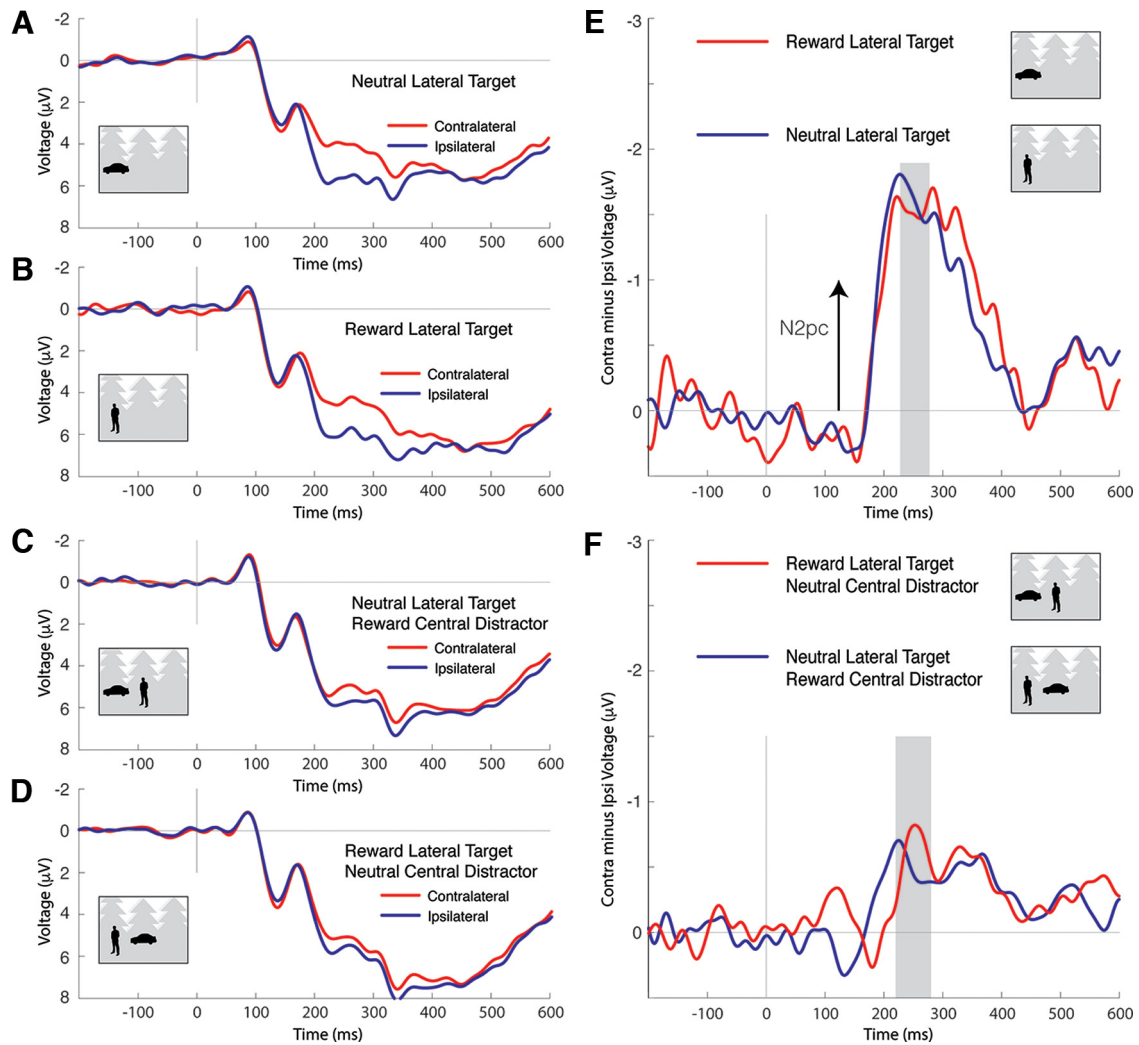 A
-2
0
2
4
6
8
Voltage (µV)
Neutral Lateral Target
Contralateral
Ipsilateral
-100 0 100 200 300 400 500 600
Time (ms)
B
-2
0
2
4
6
8
Voltage (µV)
Reward Lateral Target
Contralateral
Ipsilateral
-100 0 100 200 300 400 500 600
Time (ms)
C
-2
0
2
4
6
8
Voltage (µV)
Neutral Lateral Target
Reward Central Distractor
Contralateral
Ipsilateral
-100 0 100 200 300 400 500 600
Time (ms)
D
-2
0
2
4
6
8
Voltage (µV)
Reward Lateral Target
Neutral Central Distractor
Contralateral
Ipsilateral
-100 0 100 200 300 400 500 600
Time (ms)
E
-3
-2
-1
0
Contra minus Ipsi Voltage (µV)
Reward Lateral Target
Neutral Lateral Target
N2pc
-100 0 100 200 300 400 500 600
Time (ms)
F
-3
-2
-1
0
Contra minus Ipsi Voltage (µV)
Reward Lateral Target
Neutral Central Distractor
Neutral Lateral Target
Reward Central Distractor
-100 0 100 200 300 400 500 600
Time (ms)